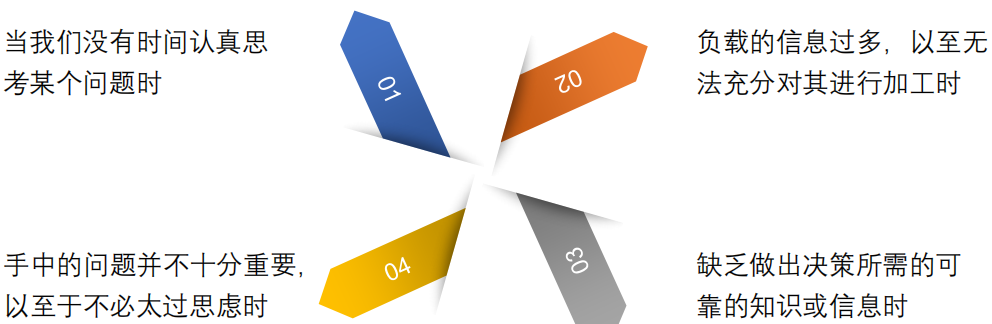 当我们没有时间认真思
考某个问题时
01
02
负载的信息过多，以至无
法充分对其进行加工时
手中的问题并不十分重要，
以至于不必太过思虑时
04
03
缺乏做出决策所需的可
靠的知识或信息时